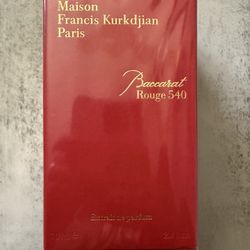 Maison
Francis Kurkdjian
Paris
Baccarat
Rouge 540
Extrait de parfum